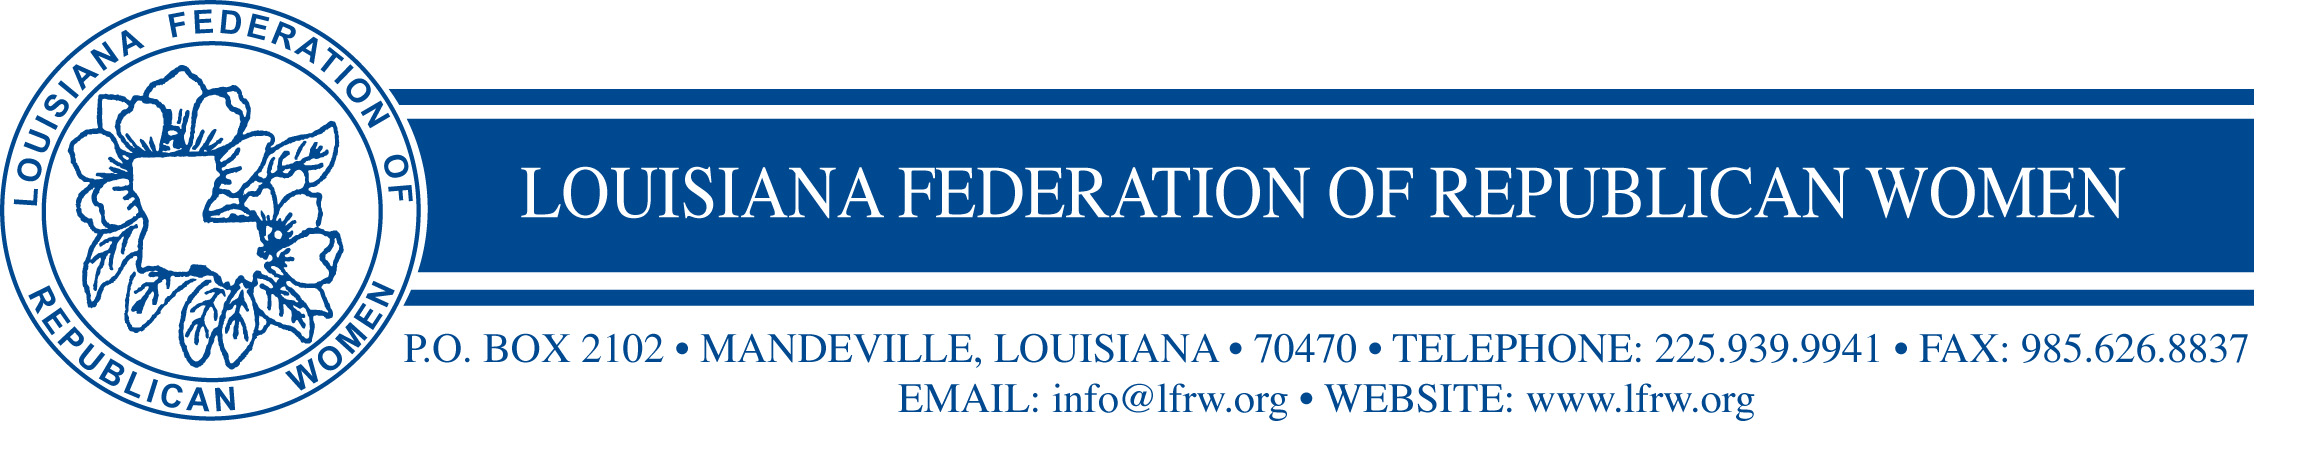 LOUISIANA FEDERATION OF
REPUBLICAN WOMEN
LOUISIANA FEDERATION OF REPUBLICAN WOMEN
P.O. BOX 2102 • MANDEVILLE, LOUISIANA • 70470 • TELEPHONE: 225.939.9941 • FAX: 985.626.8837
EMAIL: info@lfrw.org • WEBSITE: www.lfrw.org